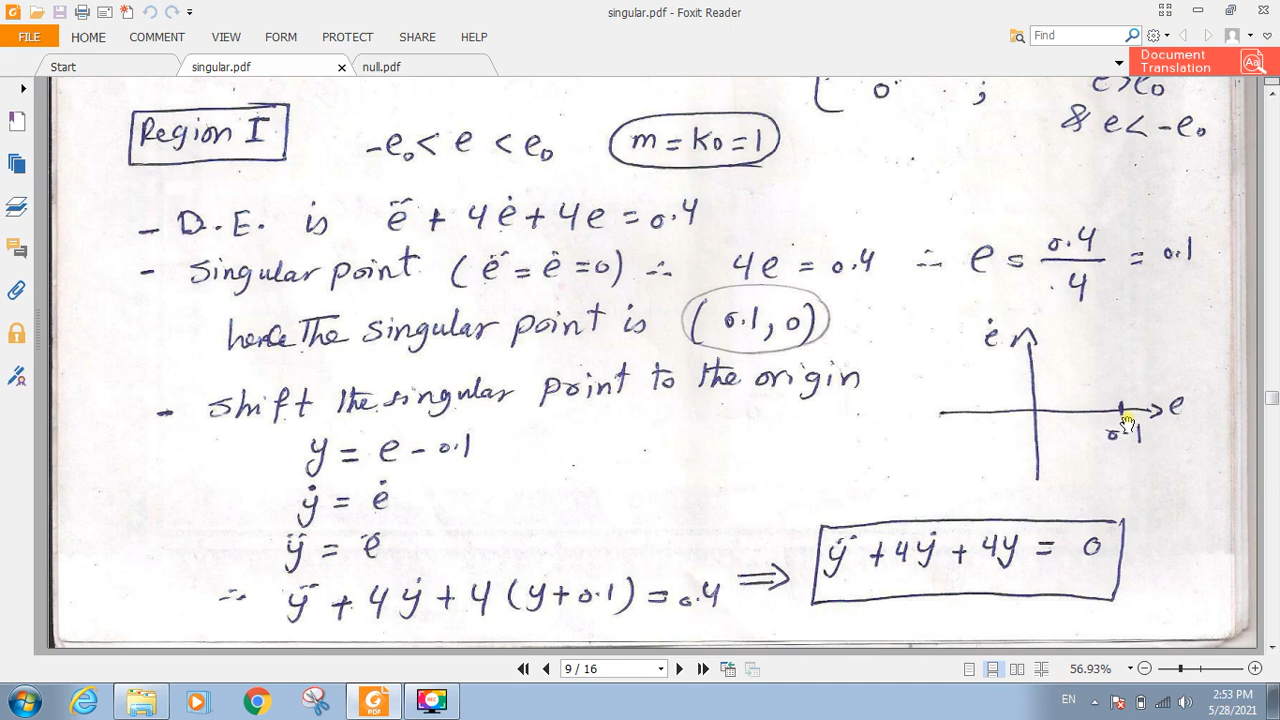 singular.pdf - Foxit Reader
FILE HOME COMMENT VIEW FORM PROTECT SHARE HELP Find
Start singular.pdf null.pdf
Document Translation
0 ; e>e₀
& e < -e₀
Region I -e₀ < e < e₀ m = k₀ = 1
- D.E. is ë + 4ė + 4e = 0.4
- Singular point (ë = ė = 0) ∴ 4e = 0.4 ∴ e = 0.4/4 = 0.1
hence the singular point is (0.1, 0)
- shift the singular point to the origin
ė
e
0.1
y = e - 0.1
ẏ = ė
ÿ = ë
∴ ÿ + 4ẏ + 4(y + 0.1) = 0.4 ⟹ ÿ + 4ẏ + 4y = 0
9 / 16 56.93%
EN 2:53 PM
5/28/2021